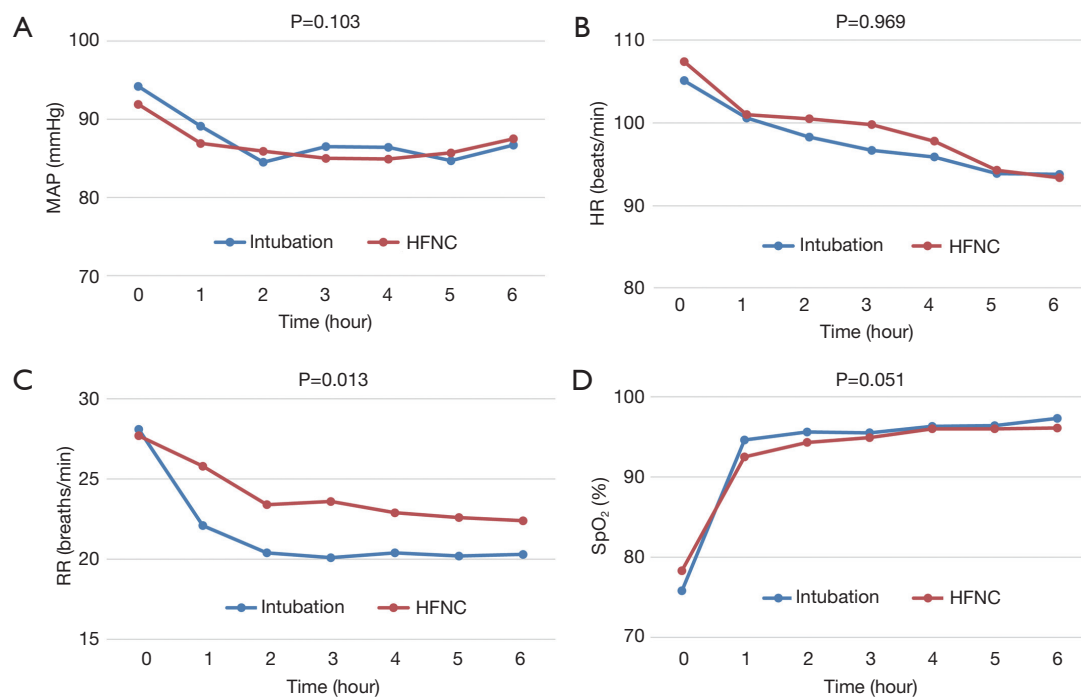 A
P=0.103
100
90
80
70
MAP (mmHg)
Intubation
HFNC
0 1 2 3 4 5 6
Time (hour)
B
P=0.969
110
100
90
80
HR (beats/min)
Intubation
HFNC
0 1 2 3 4 5 6
Time (hour)
C
P=0.013
30
25
20
15
RR (breaths/min)
Intubation
HFNC
0 1 2 3 4 5 6
Time (hour)
D
P=0.051
100
90
80
70
SpO₂ (%)
Intubation
HFNC
0 1 2 3 4 5 6
Time (hour)